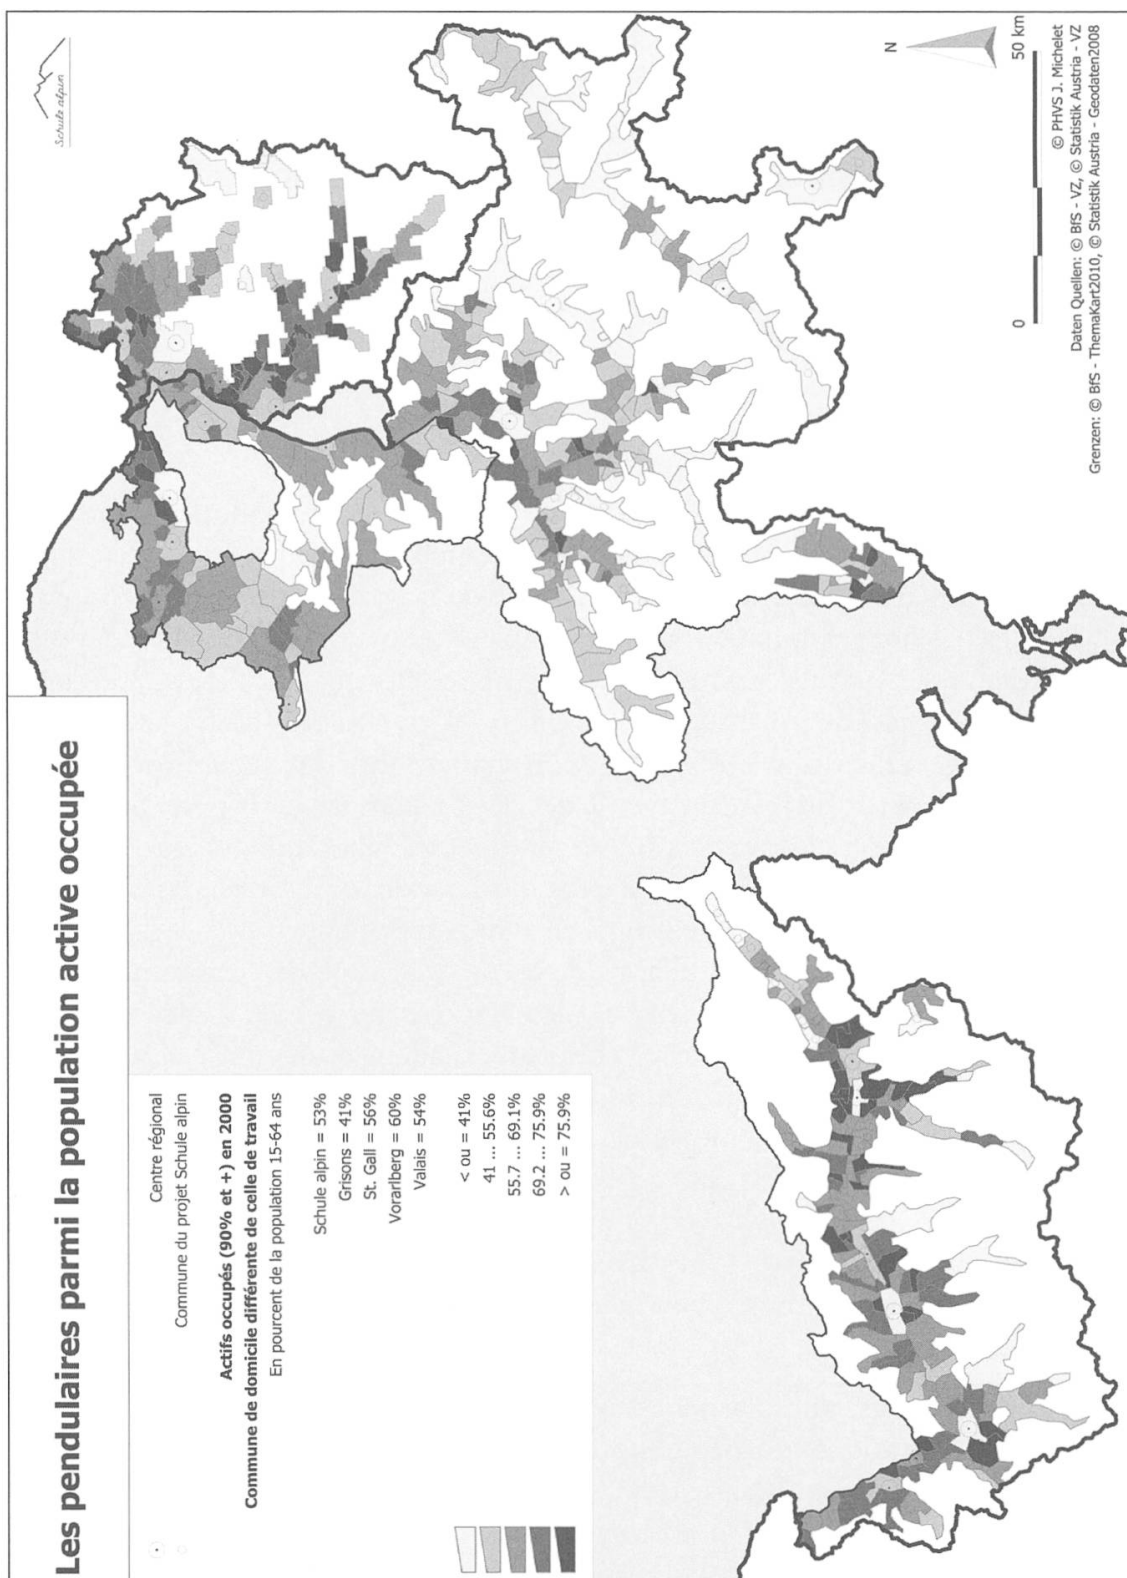 Les pendulaires parmi la population active occupée
Schule alpin
Centre régional
Commune du projet Schule alpin
Actifs occupés (90% et +) en 2000
Commune de domicile différente de celle de travail
En pourcent de la population 15-64 ans
Schule alpin = 53%
Grisons = 41%
St. Gall = 56%
Vorarlberg = 60%
Valais = 54%
< ou = 41%
41 ... 55.6%
55.7 ... 69.1%
69.2 ... 75.9%
> ou = 75.9%
N
0
50 km
© PHVS J. Michelet
Daten Quellen: © BfS - VZ, © Statistik Austria - VZ
Grenzen: © BfS - ThemaKart2010, © Statistik Austria - Geodaten2008